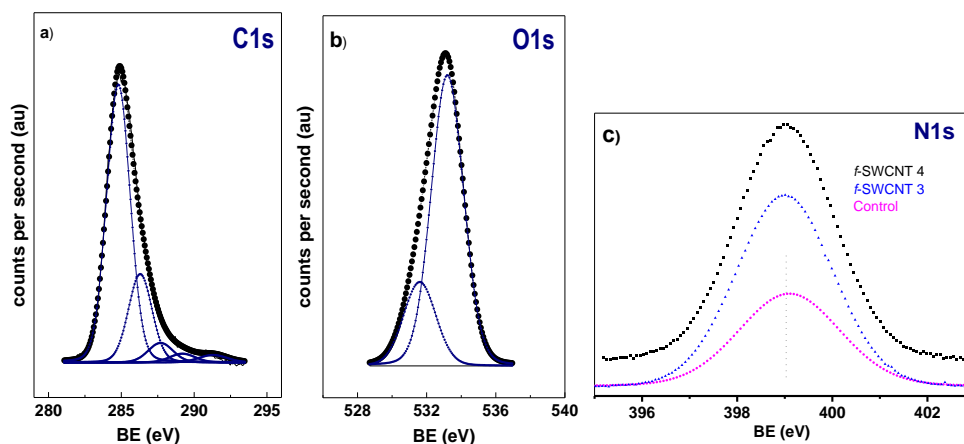 a)
C1s
counts per second (au)
280
285
290
295
BE (eV)
b)
O1s
counts per second (au)
528
532
536
540
BE (eV)
c)
N1s
f-SWCNT 4
f-SWCNT 3
Control
396
398
400
402
BE (eV)